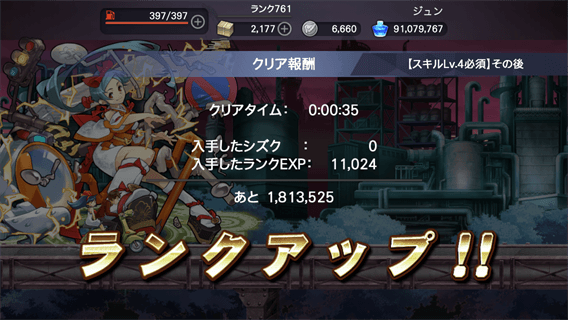 397/397
ランク761
2,177
6,660
ジュン
91,079,767
クリア報酬
【スキルLv.4必須】その後
クリアタイム： 0:00:35
入手したシズク ： 0
入手したランクEXP： 11,024
あと 1,813,525
ランクアップ!!